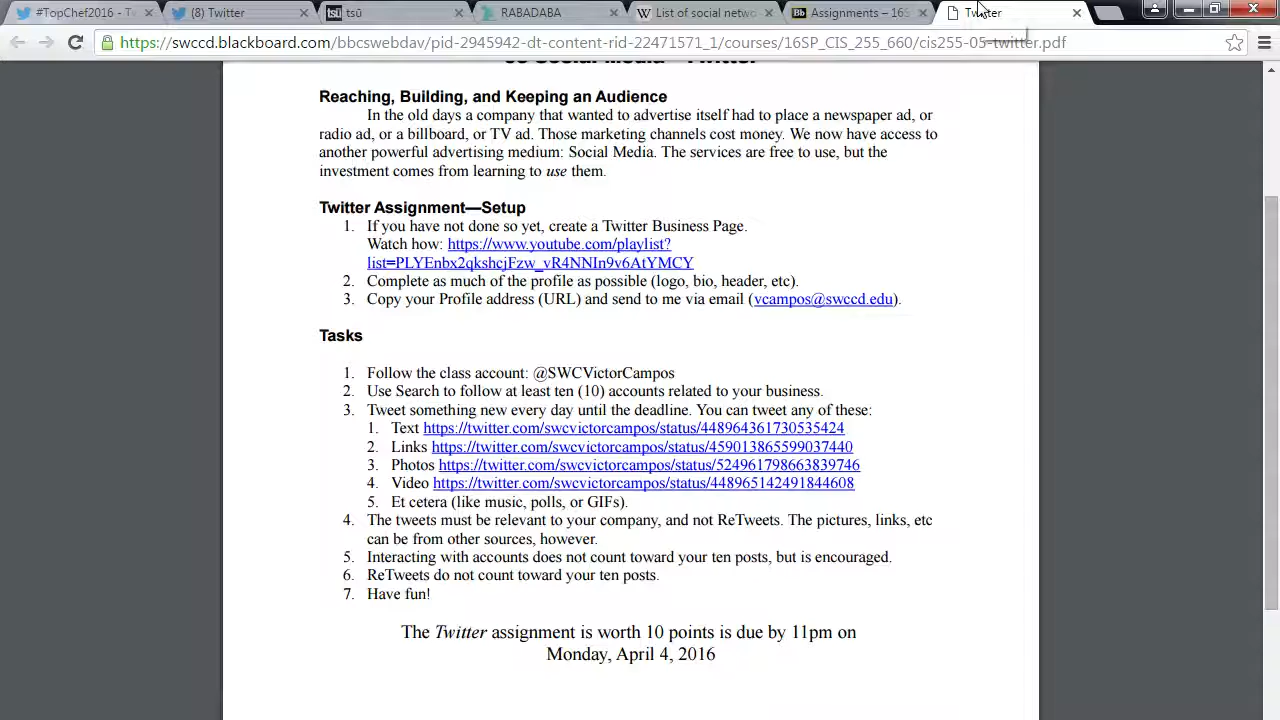 #TopChef2016 - T
(8) Twitter
tsū
tsū
RABADABA
List of social netwo
Bb
Assignments – 16S
Twitter
https://swccd.blackboard.com/bbcswebdav/pid-2945942-dt-content-rid-22471571_1/courses/16SP_CIS_255_660/cis255-05-twitter.pdf
Reaching, Building, and Keeping an Audience
In the old days a company that wanted to advertise itself had to place a newspaper ad, or
radio ad, or a billboard, or TV ad. Those marketing channels cost money. We now have access to
another powerful advertising medium: Social Media. The services are free to use, but the
investment comes from learning to use them.
Twitter Assignment—Setup
1. If you have not done so yet, create a Twitter Business Page.
Watch how: https://www.youtube.com/playlist?
list=PLYEnbx2qkshcjFzw_vR4NNIn9v6AtYMCY
2. Complete as much of the profile as possible (logo, bio, header, etc).
3. Copy your Profile address (URL) and send to me via email (vcampos@swccd.edu).
Tasks
1. Follow the class account: @SWCVictorCampos
2. Use Search to follow at least ten (10) accounts related to your business.
3. Tweet something new every day until the deadline. You can tweet any of these:
1. Text https://twitter.com/swcvictorcampos/status/448964361730535424
2. Links https://twitter.com/swcvictorcampos/status/459013865599037440
3. Photos https://twitter.com/swcvictorcampos/status/524961798663839746
4. Video https://twitter.com/swcvictorcampos/status/448965142491844608
5. Et cetera (like music, polls, or GIFs).
4. The tweets must be relevant to your company, and not ReTweets. The pictures, links, etc
can be from other sources, however.
5. Interacting with accounts does not count toward your ten posts, but is encouraged.
6. ReTweets do not count toward your ten posts.
7. Have fun!
The Twitter assignment is worth 10 points is due by 11pm on
Monday, April 4, 2016